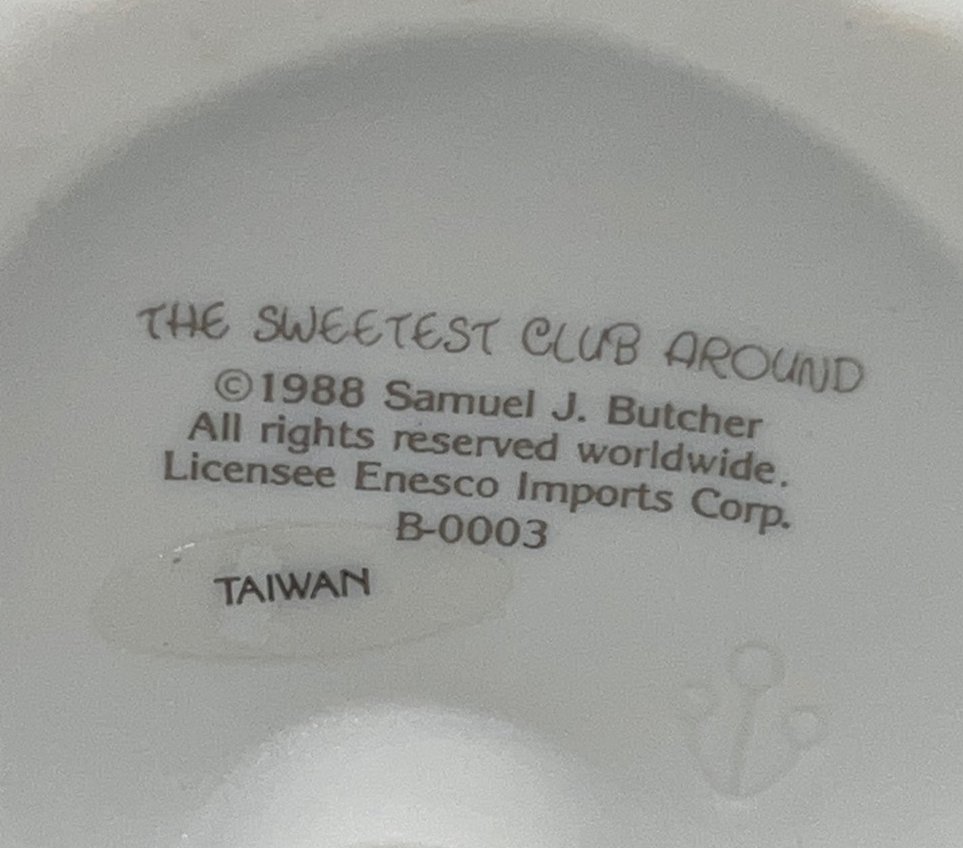 THE SWEETEST CLUB AROUND
©1988 Samuel J. Butcher
All rights reserved worldwide.
Licensee Enesco Imports Corp.
B-0003
TAIWAN